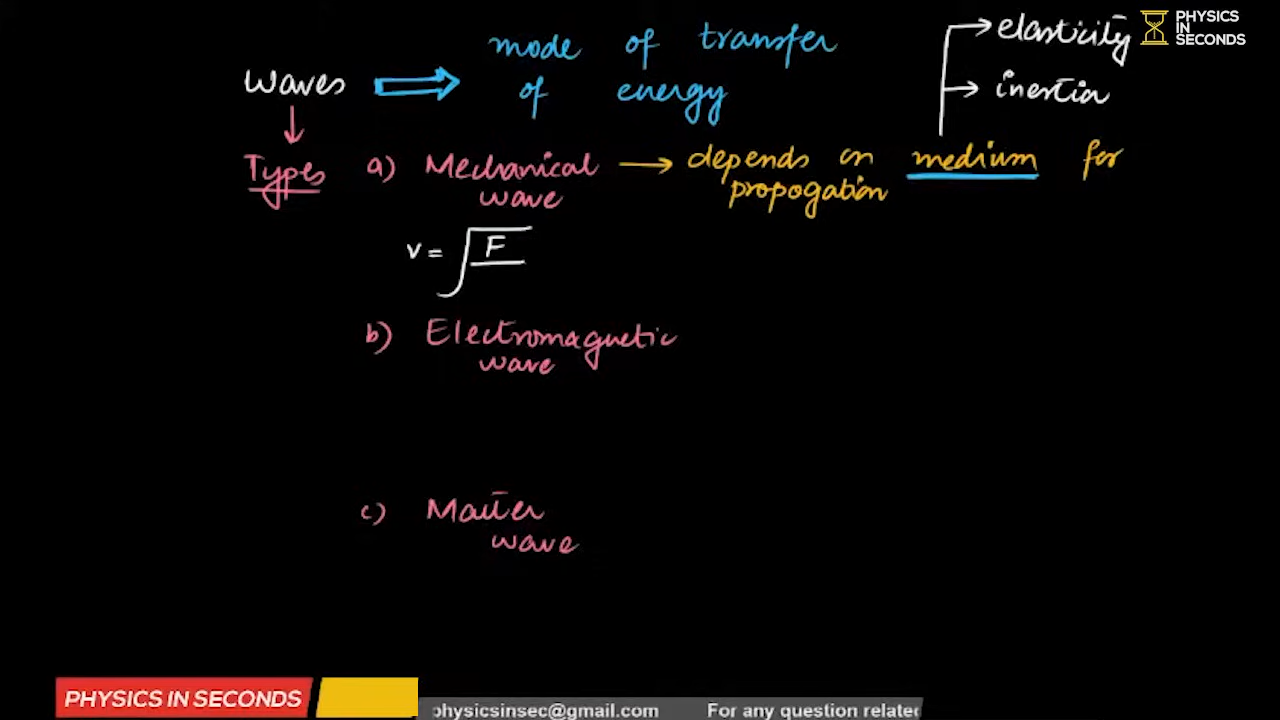 PHYSICS
IN
SECONDS
elasticity
inertia
waves
mode of transfer
of energy
Types
a) Mechanical
wave
depends on medium for
propogation
v = √F
b) Electromagnetic
wave
c) Matter
wave
PHYSICS IN SECONDS
physicsinsec@gmail.com For any question relate